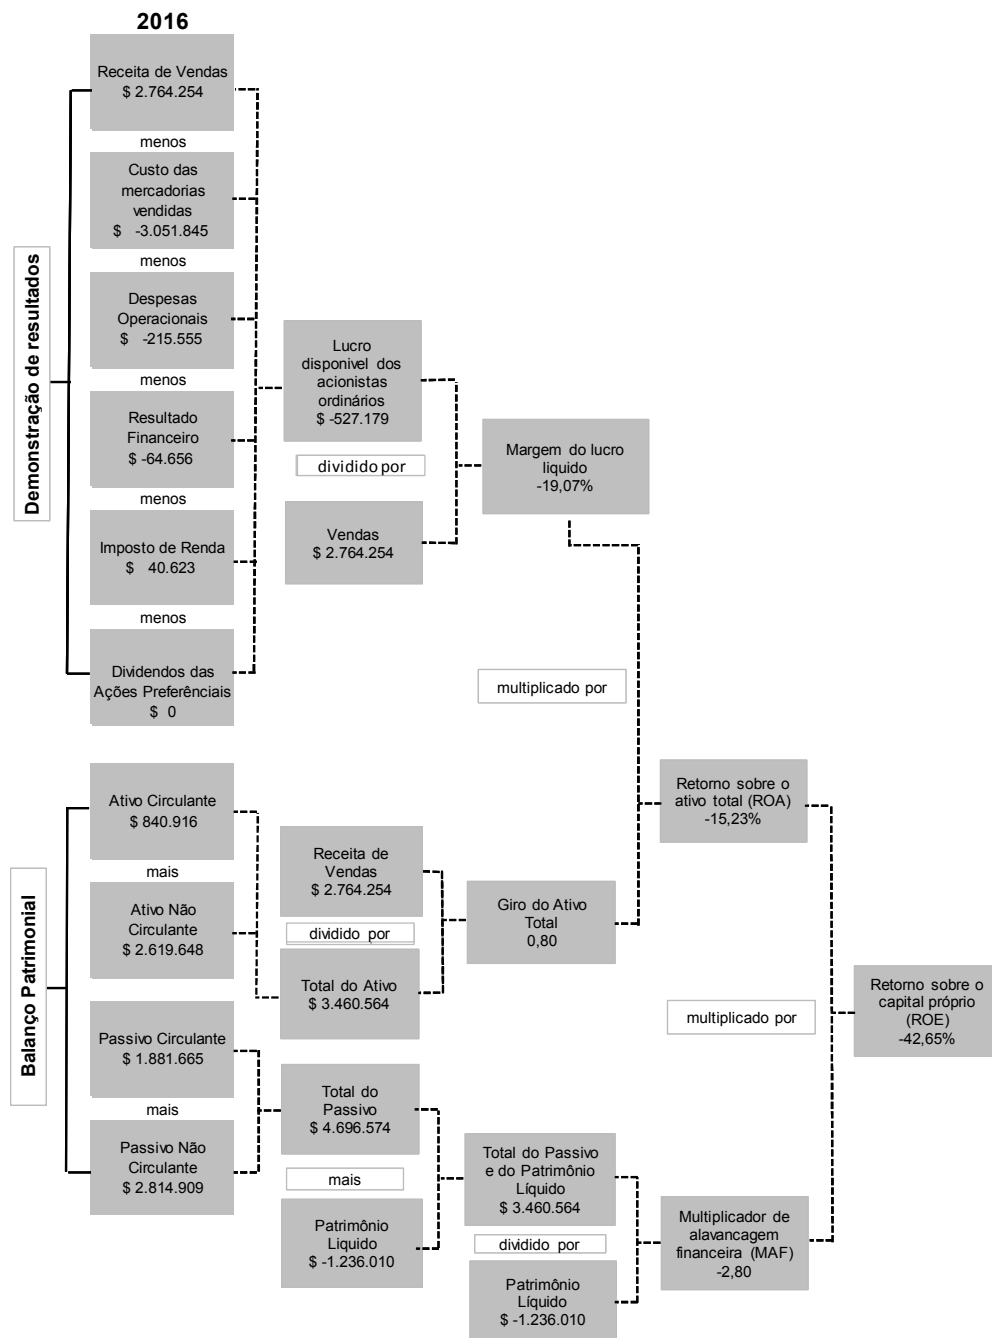 2016
Demonstração de resultados
Receita de Vendas
$ 2.764.254
menos
Custo das
mercadorias
vendidas
$ -3.051.845
menos
Despesas
Operacionais
$ -215.555
menos
Resultado
Financeiro
$ -64.656
menos
Imposto de Renda
$ 40.623
menos
Dividendos das
Ações Preferênciais
$ 0
Lucro
disponivel dos
acionistas
ordinários
$ -527.179
dividido por
Vendas
$ 2.764.254
Margem do lucro
liquido
-19,07%
multiplicado por
Balanço Patrimonial
Ativo Circulante
$ 840.916
mais
Ativo Não
Circulante
$ 2.619.648
Passivo Circulante
$ 1.881.665
mais
Passivo Não
Circulante
$ 2.814.909
Receita de
Vendas
$ 2.764.254
dividido por
Total do Ativo
$ 3.460.564
Giro do Ativo
Total
0,80
Retorno sobre o
ativo total (ROA)
-15,23%
multiplicado por
Retorno sobre o
capital próprio
(ROE)
-42,65%
Total do
Passivo
$ 4.696.574
mais
Patrimônio
Liquido
$ -1.236.010
Total do Passivo
e do Patrimônio
Líquido
$ 3.460.564
dividido por
Patrimônio
Líquido
$ -1.236.010
Multiplicador de
alavancagem
financeira (MAF)
-2,80